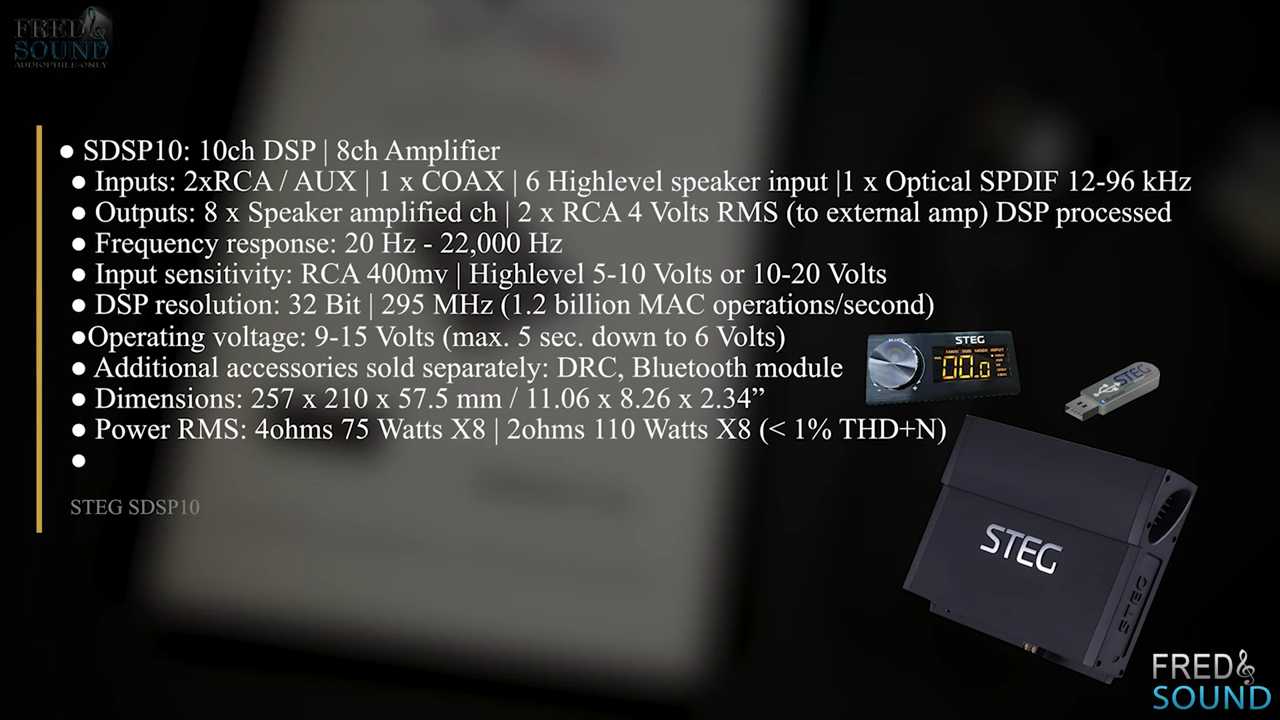 FRED
SOUND
AUDIOPHILE-ONLY
● SDSP10: 10ch DSP | 8ch Amplifier
● Inputs: 2xRCA / AUX | 1 x COAX | 6 Highlevel speaker input |1 x Optical SPDIF 12-96 kHz
● Outputs: 8 x Speaker amplified ch | 2 x RCA 4 Volts RMS (to external amp) DSP processed
● Frequency response: 20 Hz - 22,000 Hz
● Input sensitivity: RCA 400mv | Highlevel 5-10 Volts or 10-20 Volts
● DSP resolution: 32 Bit | 295 MHz (1.2 billion MAC operations/second)
●Operating voltage: 9-15 Volts (max. 5 sec. down to 6 Volts)
● Additional accessories sold separately: DRC, Bluetooth module
● Dimensions: 257 x 210 x 57.5 mm / 11.06 x 8.26 x 2.34”
● Power RMS: 4ohms 75 Watts X8 | 2ohms 110 Watts X8 (< 1% THD+N)
●
STEG SDSP10
STEG
00.0
STEG
STEG
STEG
FRED
SOUND